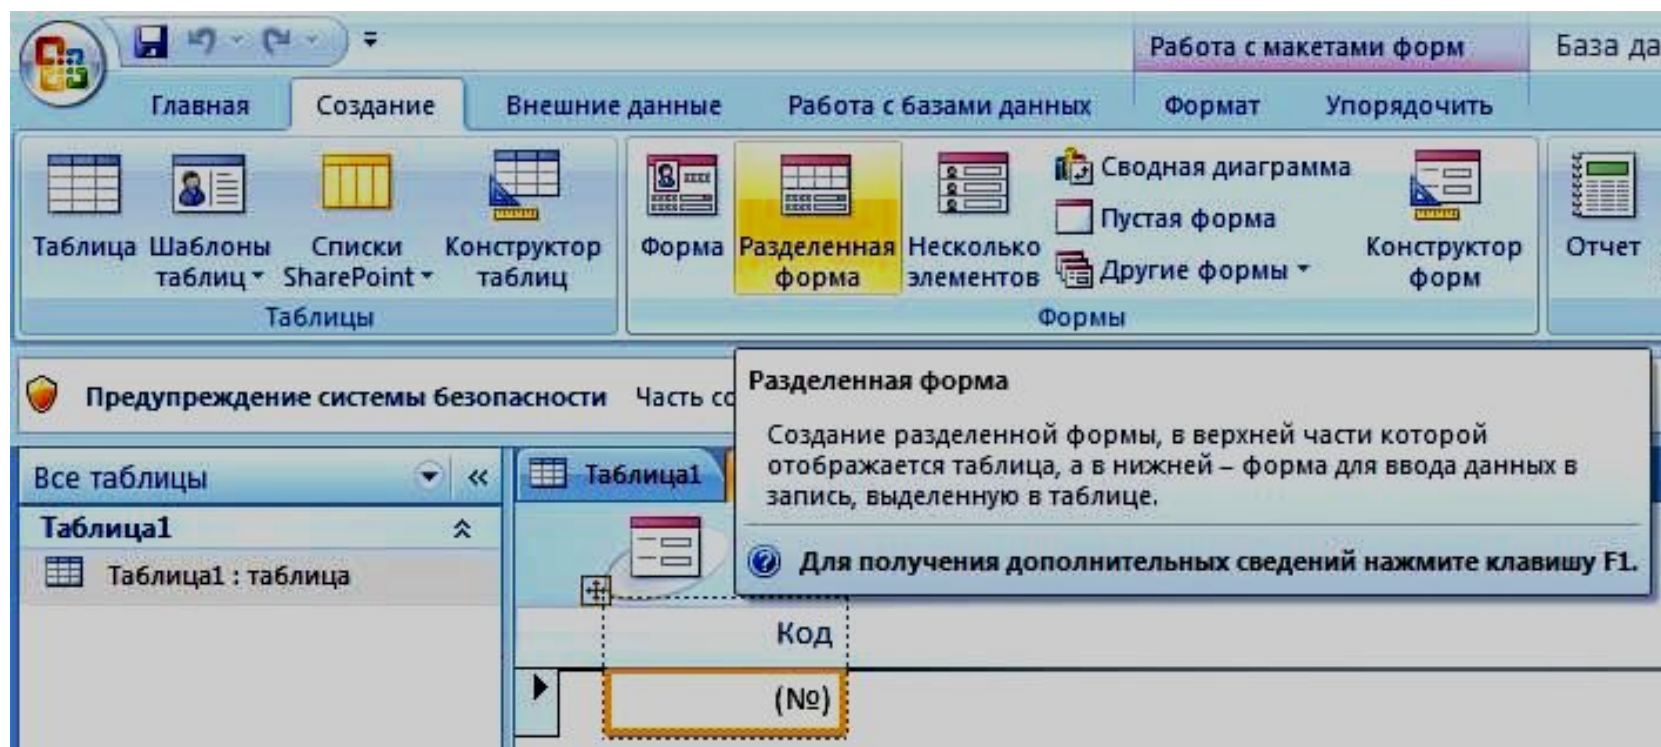 Работа с макетами форм
База да
Главная Создание Внешние данные Работа с базами данных Формат Упорядочить
Таблица
Шаблоны таблиц
Списки SharePoint
Конструктор таблиц
Таблицы
Форма
Разделенная форма
Несколько элементов
Сводная диаграмма
Пустая форма
Другие формы
Конструктор форм
Формы
Отчет
Предупреждение системы безопасности Часть со
Разделенная форма
Создание разделенной формы, в верхней части которой
отображается таблица, а в нижней – форма для ввода данных в
запись, выделенную в таблице.
Для получения дополнительных сведений нажмите клавишу F1.
Все таблицы
Таблица1
Таблица1 : таблица
Таблица1
Код
(№)